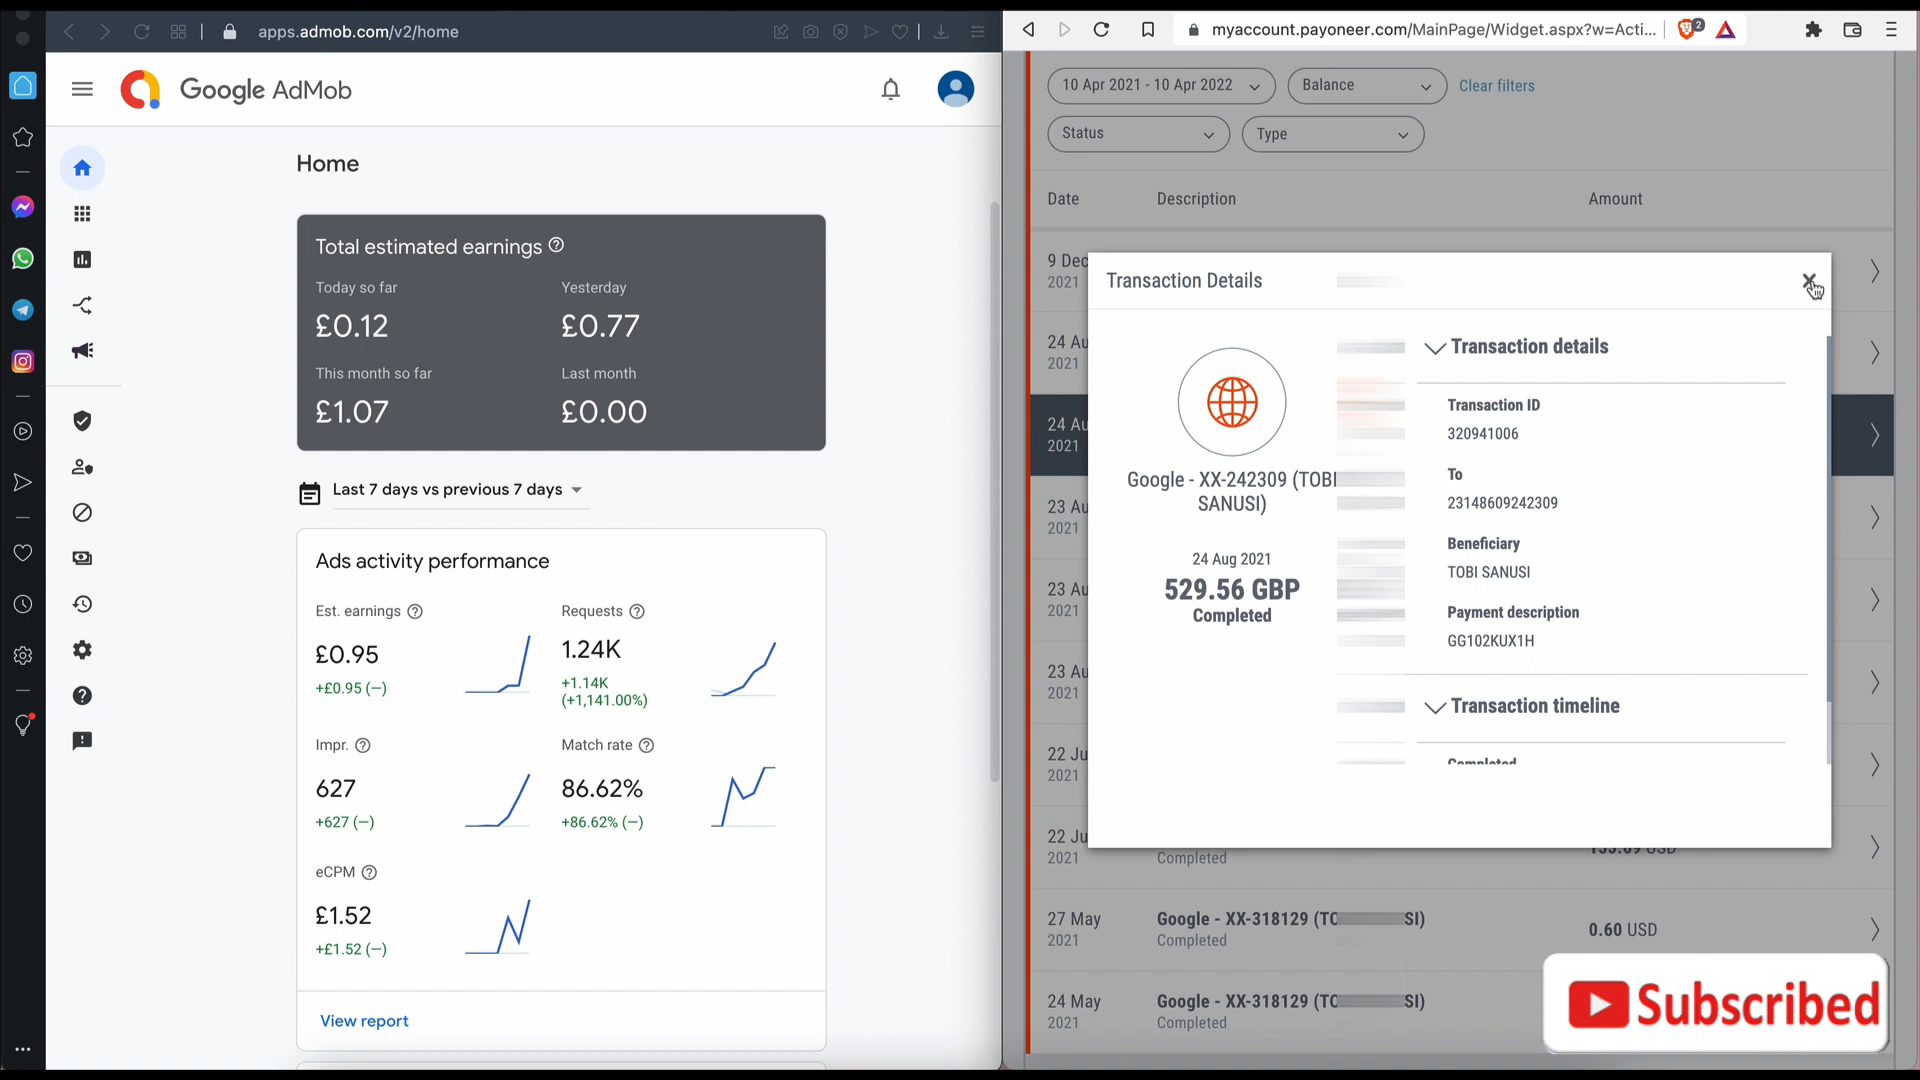 apps.admob.com/v2/home
Google AdMob
Home
Total estimated earnings
Today so far
Yesterday
£0.12
£0.77
This month so far
Last month
£1.07
£0.00
Last 7 days vs previous 7 days
Ads activity performance
Est. earnings
Requests
£0.95
1.24K
+£0.95 (—)
+1.14K
(+1,141.00%)
Impr.
Match rate
627
86.62%
+627 (—)
+86.62% (—)
eCPM
£1.52
+£1.52 (—)
View report
myaccount.payoneer.com/MainPage/Widget.aspx?w=Acti...
2
10 Apr 2021 - 10 Apr 2022
Balance
Clear filters
Status
Type
Date
Description
Amount
9 Dec
2021
24 Au
2021
24 Au
2021
23 Au
2021
23 Au
2021
23 Au
2021
22 Ju
2021
22 Ju
2021
Completed
Transaction Details
Google - XX-242309 (TOBI
SANUSI)
24 Aug 2021
529.56 GBP
Completed
Transaction details
Transaction ID
320941006
To
23148609242309
Beneficiary
TOBI SANUSI
Payment description
GG102KUX1H
Transaction timeline
Completed
27 May
2021
Google - XX-318129 (TO SI)
Completed
0.60 USD
24 May
2021
Google - XX-318129 (TO SI)
Completed
Subscribed